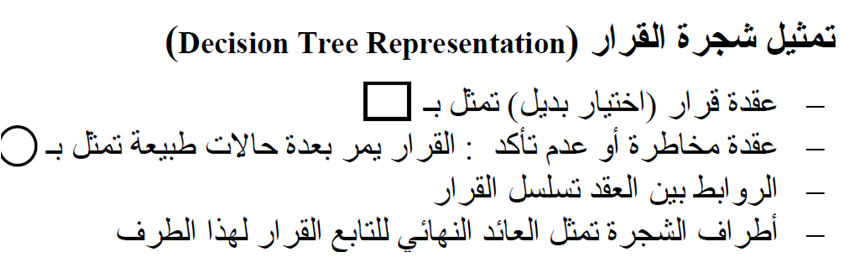 تمثيل شجرة القرار (Decision Tree Representation)
– عقدة قرار (اختيار بديل) تمثل بـ
– عقدة مخاطرة أو عدم تأكد : القرار يمر بعدة حالات طبيعة تمثل بـ
– الروابط بين العقد تسلسل القرار
– أطراف الشجرة تمثل العائد النهائي للتابع القرار لهذا الطرف